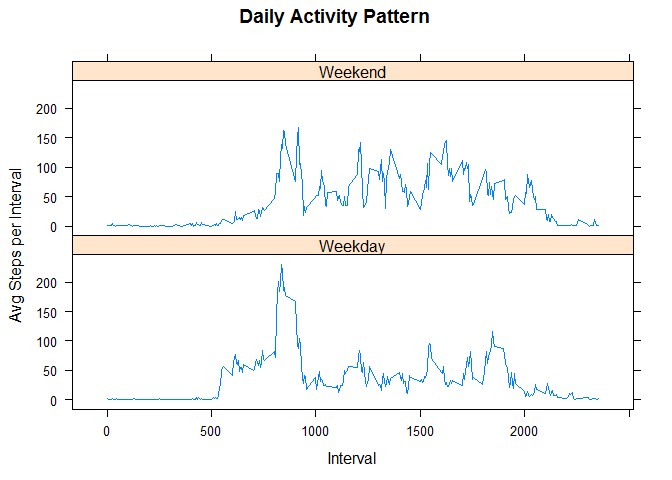 Daily Activity Pattern
Weekend
200
150
100
50
0
Weekday
200
150
100
50
0
Avg Steps per Interval
0 500 1000 1500 2000
Interval